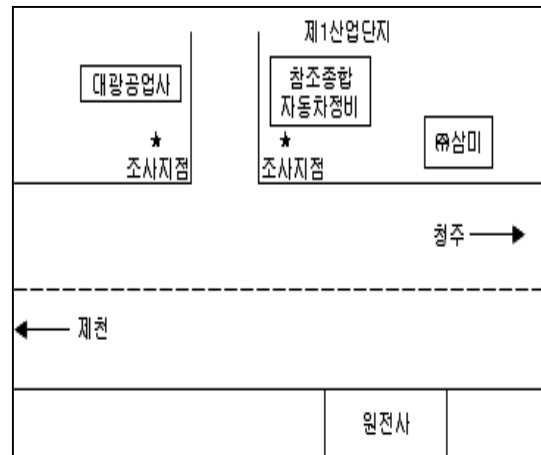 제1산업단지
대광공업사
참조종합
자동차정비
㈜삼미
★
조사지점
★
조사지점
청주 →
← 제천
원전사